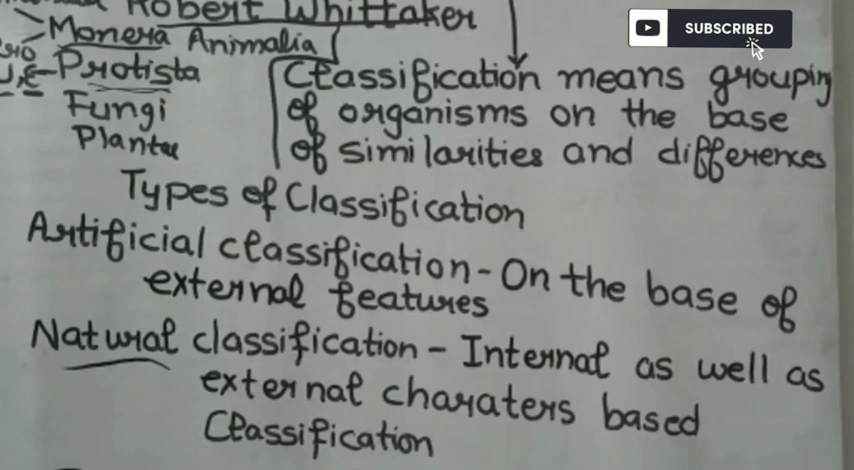 Robert Whittaker
Monera Animalia
Protista
Fungi
Plantae
Classification means grouping
of organisms on the base
of similarities and differences
Types of Classification
Artificial classification - On the base of
external features
Natural classification - Internal as well as
external charaters based
Classification
SUBSCRIBED